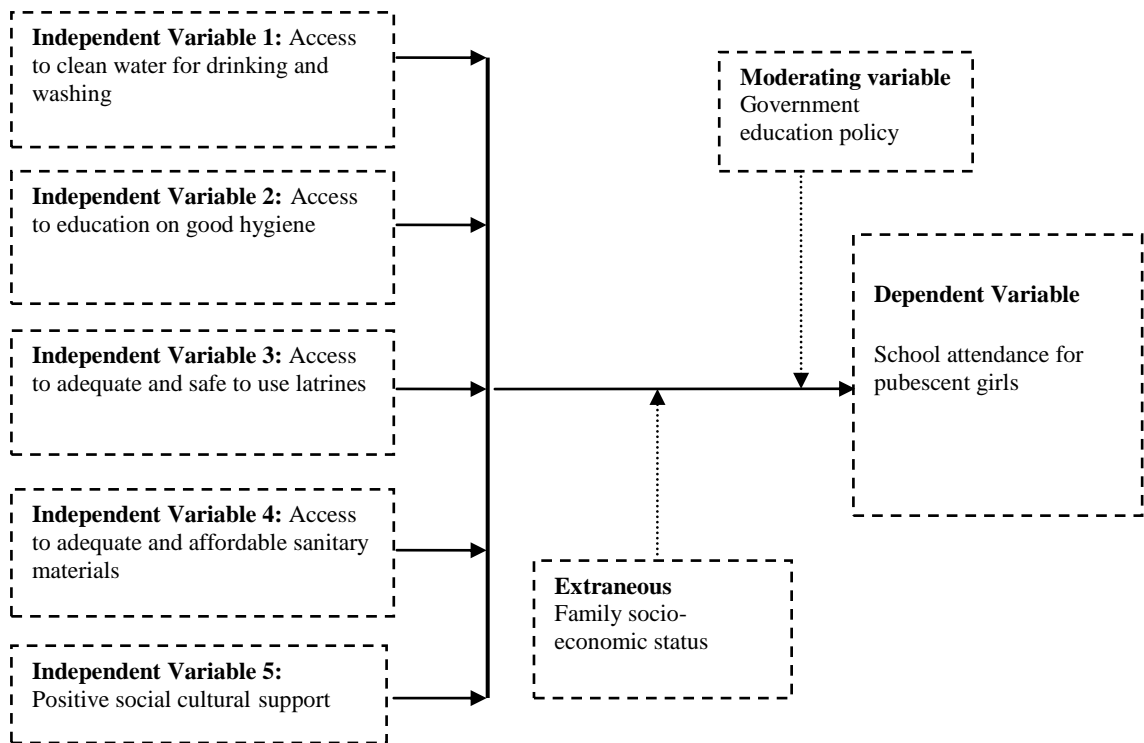 Independent Variable 1: Access
to clean water for drinking and
washing
Independent Variable 2: Access
to education on good hygiene
Independent Variable 3: Access
to adequate and safe to use latrines
Independent Variable 4: Access
to adequate and affordable sanitary
materials
Independent Variable 5:
Positive social cultural support
Moderating variable
Government
education policy
Extraneous
Family socio-
economic status
Dependent Variable
School attendance for
pubescent girls